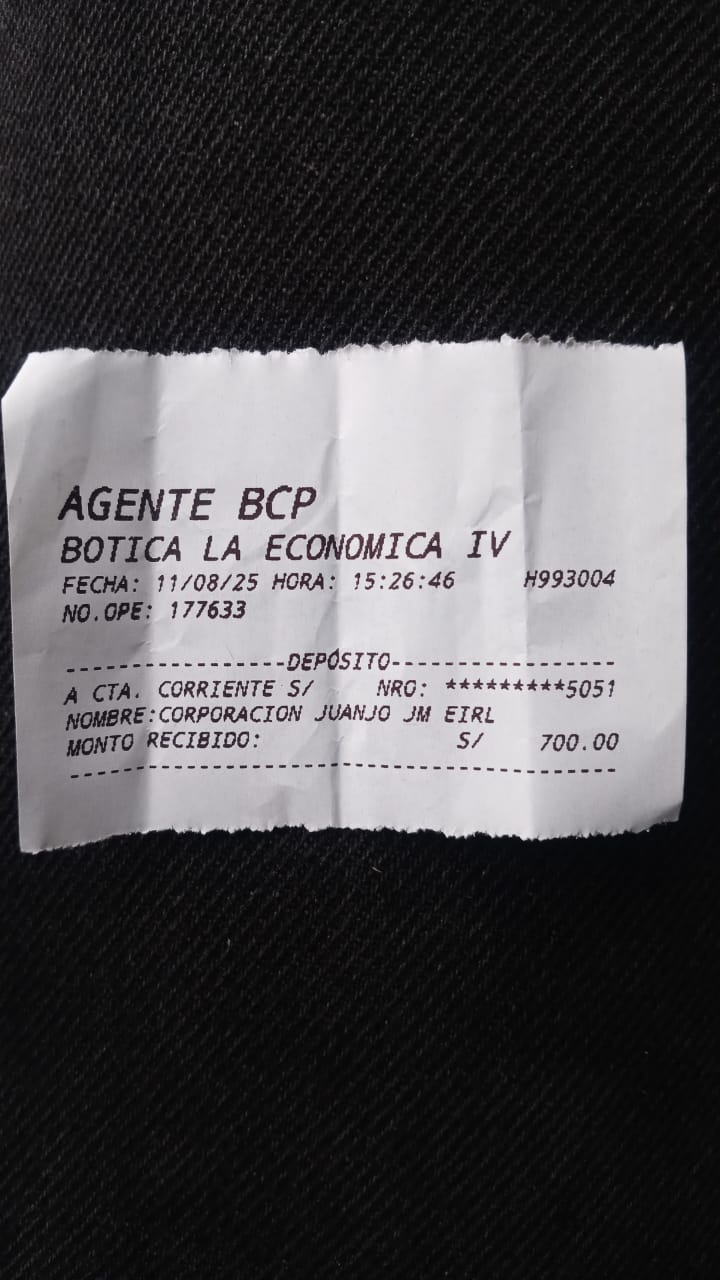 AGENTE BCP
BOTICA LA ECONOMICA IV
FECHA: 11/08/25 HORA: 15:26:46 H993004
NO.OPE: 177633
-----------------DEPÓSITO-----------------
A CTA. CORRIENTE S/ NRO: *********5051
NOMBRE:CORPORACION JUANJO JM EIRL
MONTO RECIBIDO: S/ 700.00
------------------------------------------